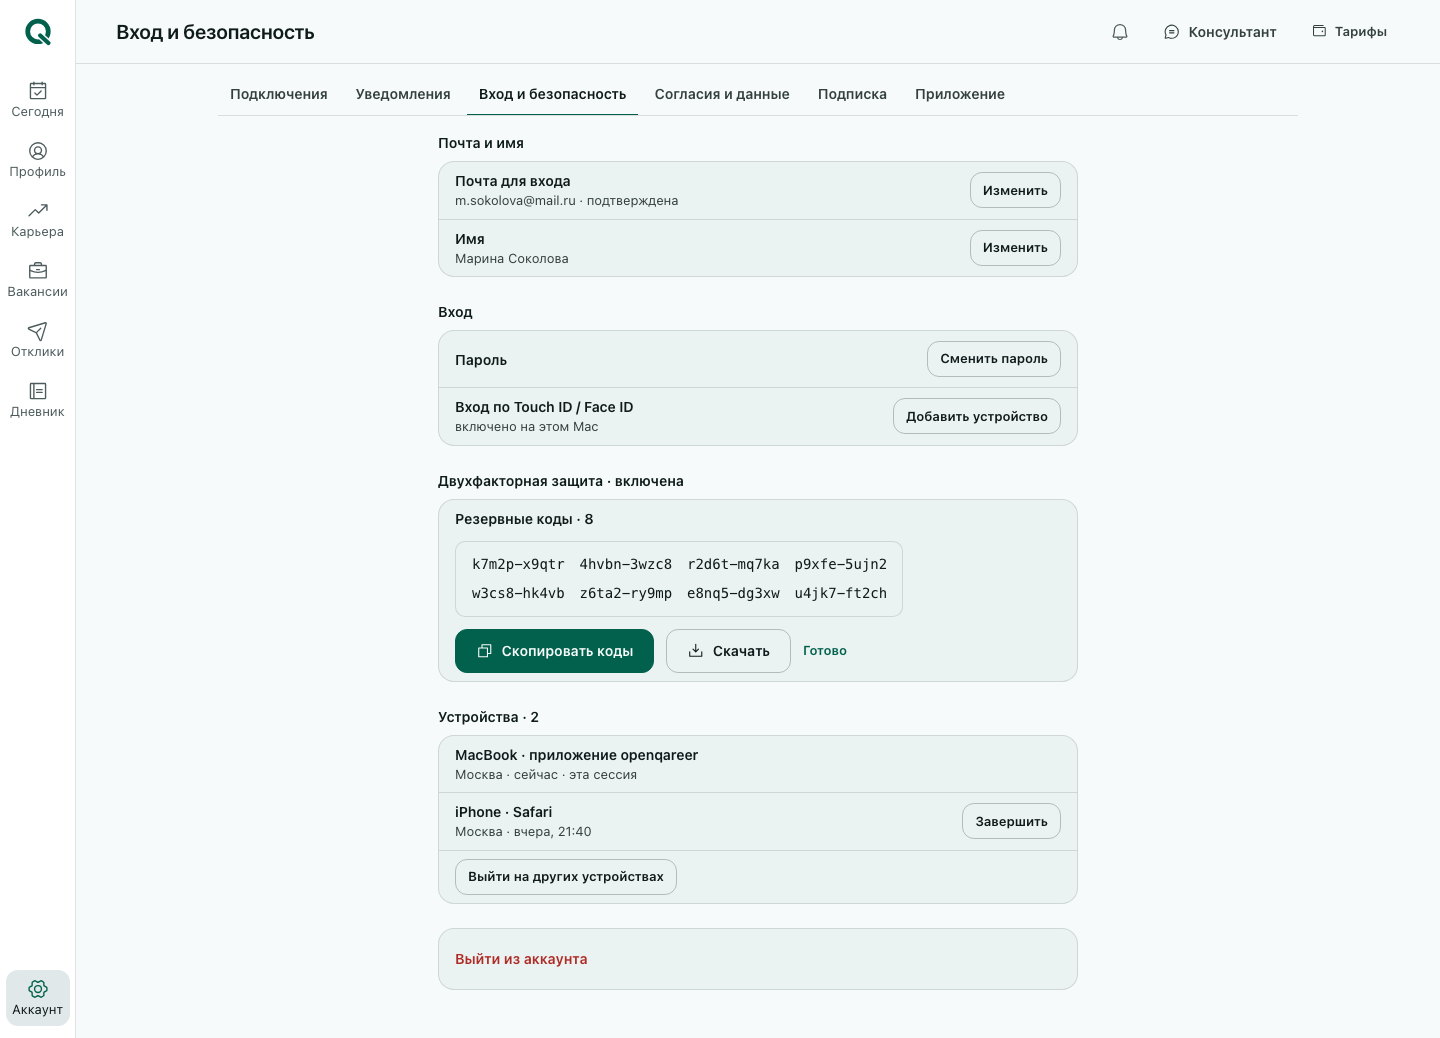 Вход и безопасность
Консультант
Тарифы
Сегодня
Профиль
Карьера
Вакансии
Отклики
Дневник
Аккаунт
Подключения Уведомления Вход и безопасность Согласия и данные Подписка Приложение
Почта и имя
Почта для входа
m.sokolova@mail.ru · подтверждена
Изменить
Имя
Марина Соколова
Изменить
Вход
Пароль
Сменить пароль
Вход по Touch ID / Face ID
включено на этом Mac
Добавить устройство
Двухфакторная защита · включена
Резервные коды · 8
k7m2p-x9qtr 4hvbn-3wzc8 r2d6t-mq7ka p9xfe-5ujn2
w3cs8-hk4vb z6ta2-ry9mp e8nq5-dg3xw u4jk7-ft2ch
Скопировать коды
Скачать
Готово
Устройства · 2
MacBook · приложение openqareer
Москва · сейчас · эта сессия
iPhone · Safari
Москва · вчера, 21:40
Завершить
Выйти на других устройствах
Выйти из аккаунта